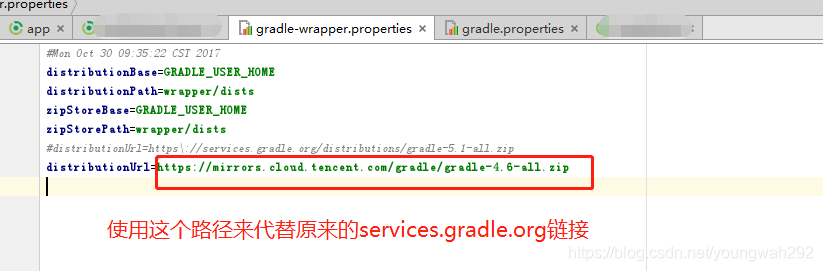 r.properties
app
gradle-wrapper.properties
gradle.properties
#Mon Oct 30 09:35:22 CST 2017
distributionBase=GRADLE_USER_HOME
distributionPath=wrapper/dists
zipStoreBase=GRADLE_USER_HOME
zipStorePath=wrapper/dists
#distributionUrl=https\://services.gradle.org/distributions/gradle-5.1-all.zip
distributionUrl=https://mirrors.cloud.tencent.com/gradle/gradle-4.6-all.zip
使用这个路径来代替原来的services.gradle.org链接
https://blog.csdn.net/youngwah292